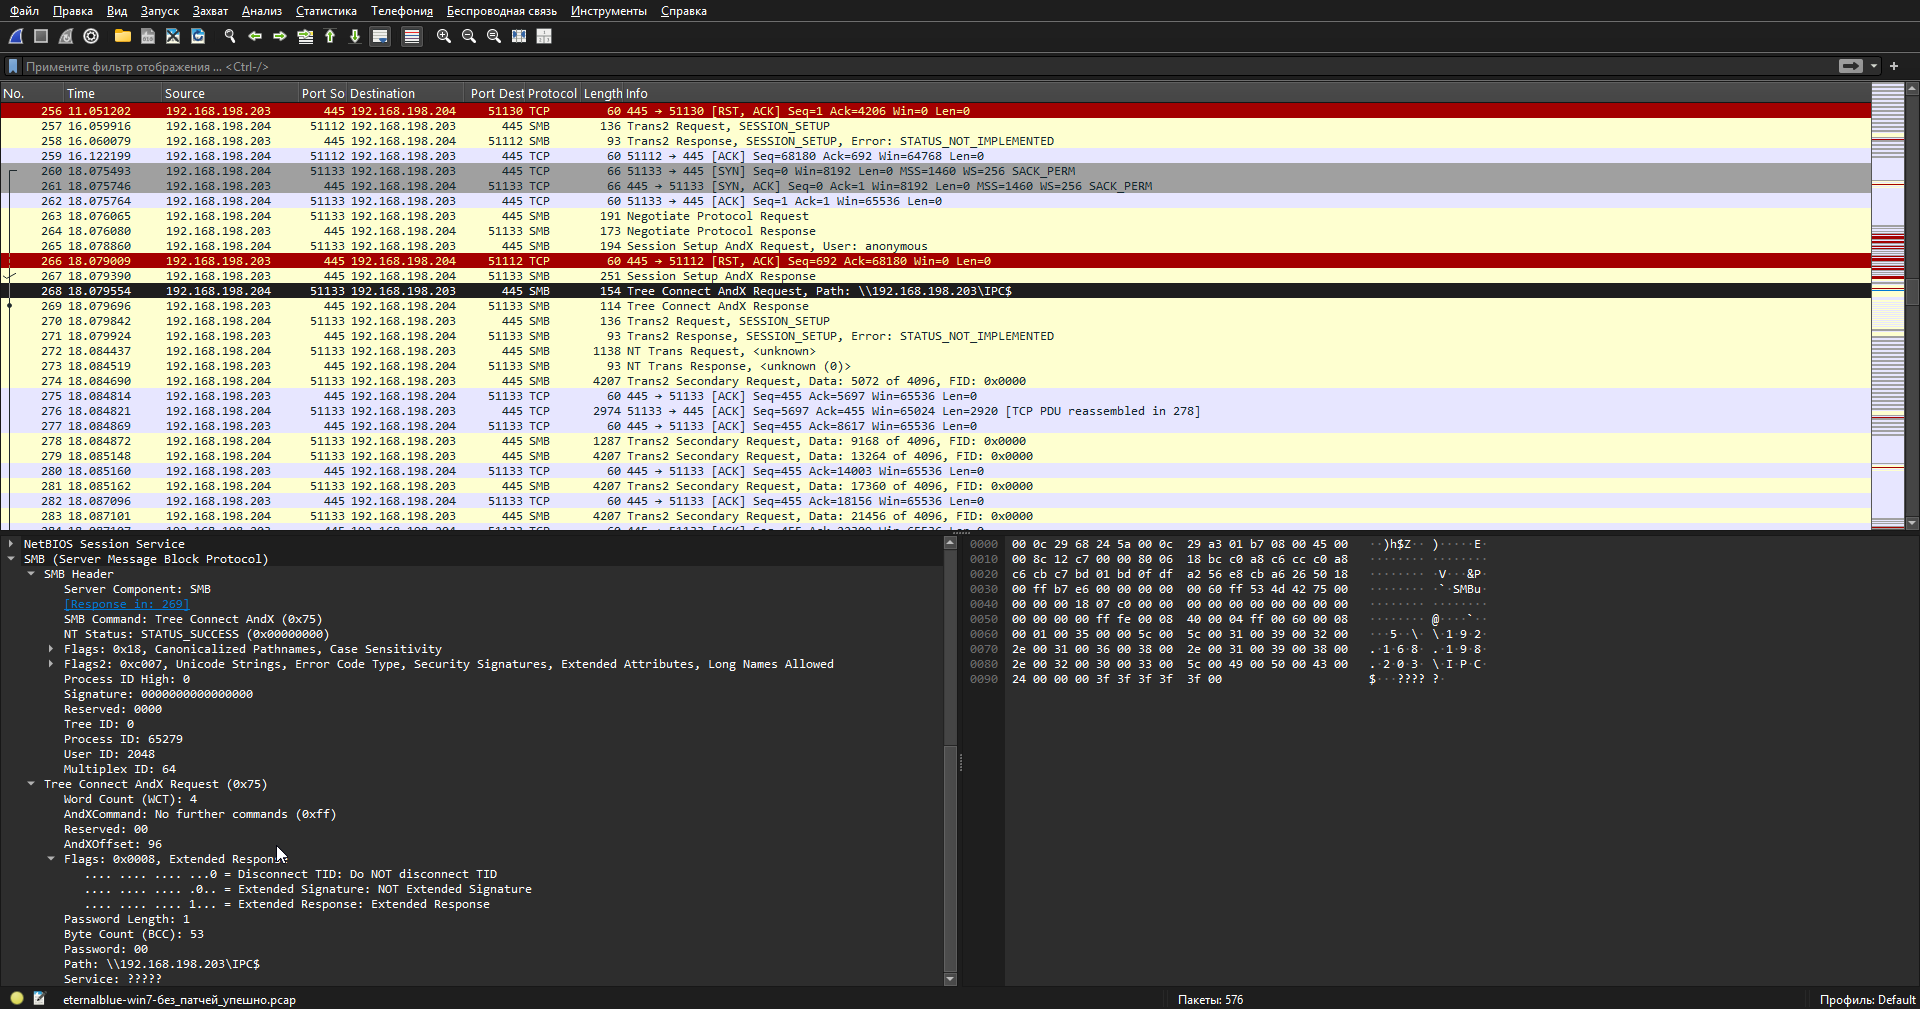 Файл Правка Вид Запуск Захват Анализ Статистика Телефония Беспроводная связь Инструменты Справка
Примените фильтр отображения ... <Ctrl-/>
No. Time Source Port So Destination Port Dest Protocol Length Info
256 11.051202 192.168.198.203 445 192.168.198.204 51130 TCP 60 445 → 51130 [RST, ACK] Seq=1 Ack=4206 Win=0 Len=0
257 16.059916 192.168.198.204 51112 192.168.198.203 445 SMB 136 Trans2 Request, SESSION_SETUP
258 16.060079 192.168.198.203 445 192.168.198.204 51112 SMB 93 Trans2 Response, SESSION_SETUP, Error: STATUS_NOT_IMPLEMENTED
259 16.122199 192.168.198.204 51112 192.168.198.203 445 TCP 60 51112 → 445 [ACK] Seq=68180 Ack=692 Win=64768 Len=0
260 18.075493 192.168.198.204 51133 192.168.198.203 445 TCP 66 51133 → 445 [SYN] Seq=0 Win=8192 Len=0 MSS=1460 WS=256 SACK_PERM
261 18.075746 192.168.198.203 445 192.168.198.204 51133 TCP 66 445 → 51133 [SYN, ACK] Seq=0 Ack=1 Win=8192 Len=0 MSS=1460 WS=256 SACK_PERM
262 18.075764 192.168.198.204 51133 192.168.198.203 445 TCP 60 51133 → 445 [ACK] Seq=1 Ack=1 Win=65536 Len=0
263 18.076065 192.168.198.204 51133 192.168.198.203 445 SMB 191 Negotiate Protocol Request
264 18.076080 192.168.198.203 445 192.168.198.204 51133 SMB 173 Negotiate Protocol Response
265 18.078860 192.168.198.204 51133 192.168.198.203 445 SMB 194 Session Setup AndX Request, User: anonymous
266 18.079009 192.168.198.203 445 192.168.198.204 51112 TCP 60 445 → 51112 [RST, ACK] Seq=692 Ack=68180 Win=0 Len=0
267 18.079390 192.168.198.203 445 192.168.198.204 51133 SMB 251 Session Setup AndX Response
268 18.079554 192.168.198.204 51133 192.168.198.203 445 SMB 154 Tree Connect AndX Request, Path: \\192.168.198.203\IPC$
269 18.079696 192.168.198.203 445 192.168.198.204 51133 SMB 114 Tree Connect AndX Response
270 18.079842 192.168.198.204 51133 192.168.198.203 445 SMB 136 Trans2 Request, SESSION_SETUP
271 18.079924 192.168.198.203 445 192.168.198.204 51133 SMB 93 Trans2 Response, SESSION_SETUP, Error: STATUS_NOT_IMPLEMENTED
272 18.084437 192.168.198.204 51133 192.168.198.203 445 SMB 1138 NT Trans Request, <unknown>
273 18.084519 192.168.198.203 445 192.168.198.204 51133 SMB 93 NT Trans Response, <unknown (0)>
274 18.084690 192.168.198.204 51133 192.168.198.203 445 SMB 4207 Trans2 Secondary Request, Data: 5072 of 4096, FID: 0x0000
275 18.084814 192.168.198.203 445 192.168.198.204 51133 TCP 60 445 → 51133 [ACK] Seq=455 Ack=5697 Win=65536 Len=0
276 18.084821 192.168.198.204 51133 192.168.198.203 445 TCP 2974 51133 → 445 [ACK] Seq=5697 Ack=455 Win=65024 Len=2920 [TCP PDU reassembled in 278]
277 18.084869 192.168.198.203 445 192.168.198.204 51133 TCP 60 445 → 51133 [ACK] Seq=455 Ack=8617 Win=65536 Len=0
278 18.084872 192.168.198.204 51133 192.168.198.203 445 SMB 1287 Trans2 Secondary Request, Data: 9168 of 4096, FID: 0x0000
279 18.085148 192.168.198.204 51133 192.168.198.203 445 SMB 4207 Trans2 Secondary Request, Data: 13264 of 4096, FID: 0x0000
280 18.085160 192.168.198.203 445 192.168.198.204 51133 TCP 60 445 → 51133 [ACK] Seq=455 Ack=14003 Win=65536 Len=0
281 18.085162 192.168.198.204 51133 192.168.198.203 445 SMB 4207 Trans2 Secondary Request, Data: 17360 of 4096, FID: 0x0000
282 18.087096 192.168.198.203 445 192.168.198.204 51133 TCP 60 445 → 51133 [ACK] Seq=455 Ack=18156 Win=65536 Len=0
283 18.087101 192.168.198.204 51133 192.168.198.203 445 SMB 4207 Trans2 Secondary Request, Data: 21456 of 4096, FID: 0x0000
NetBIOS Session Service
SMB (Server Message Block Protocol)
SMB Header
Server Component: SMB
[Response in: 269]
SMB Command: Tree Connect AndX (0x75)
NT Status: STATUS_SUCCESS (0x00000000)
Flags: 0x18, Canonicalized Pathnames, Case Sensitivity
Flags2: 0xc007, Unicode Strings, Error Code Type, Security Signatures, Extended Attributes, Long Names Allowed
Process ID High: 0
Signature: 0000000000000000
Reserved: 0000
Tree ID: 0
Process ID: 65279
User ID: 2048
Multiplex ID: 64
Tree Connect AndX Request (0x75)
Word Count (WCT): 4
AndXCommand: No further commands (0xff)
Reserved: 00
AndXOffset: 96
Flags: 0x0008, Extended Response
.... .... .... ...0 = Disconnect TID: Do NOT disconnect TID
.... .... .... .0.. = Extended Signature: NOT Extended Signature
.... .... .... 1... = Extended Response: Extended Response
Password Length: 1
Byte Count (BCC): 53
Password: 00
Path: \\192.168.198.203\IPC$
Service: ?????
0000 00 0c 29 68 24 5a 00 0c 29 a3 01 b7 08 00 45 00 ··)h$Z·· )·····E·
0010 00 8c 12 c7 00 00 80 06 18 bc c0 a8 c6 cc c0 a8 ········ ········
0020 c6 cb c7 bd 01 bd 0f df a2 56 e8 cb a6 26 50 18 ········ ·V···&P·
0030 00 ff b7 e6 00 00 00 00 00 60 ff 53 4d 42 75 00 ········ ·`·SMBu·
0040 00 00 00 18 07 c0 00 00 00 00 00 00 00 00 00 00 ········ ········
0050 00 00 00 00 ff fe 00 08 40 00 04 ff 00 60 00 08 ········ @····`··
0060 00 01 00 35 00 00 5c 00 5c 00 31 00 39 00 32 00 ···5··\· \·1·9·2·
0070 2e 00 31 00 36 00 38 00 2e 00 31 00 39 00 38 00 .·1·6·8· .·1·9·8·
0080 2e 00 32 00 30 00 33 00 5c 00 49 00 50 00 43 00 .·2·0·3· \·I·P·C·
0090 24 00 00 00 3f 3f 3f 3f 3f 00 $···???? ?·
eternalblue-win7-без_патчей_упешно.pcap
Пакеты: 576
Профиль: Default